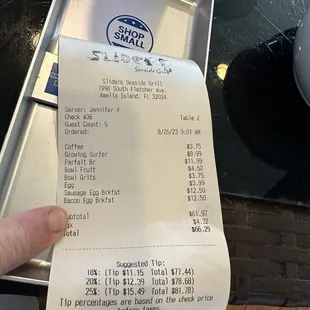 SHOP
SMALL
SLIDERS
Seaside Grill
Sliders Seaside Grill
1998 South Fletcher Ave.
Amelia Island, FL 32034
Server: Jennifer Y
Check #36 Table 2
Guest Count: 5
Ordered: 8/25/23 9:01 AM
Coffee $3.75
Growing Surfer $8.99
Parfait Br $11.99
Bowl Fruit $4.50
Bowl Grits $3.75
Egg $3.99
Sausage Egg Brkfst $12.50
Bacon Egg Brkfst $12.50
Subtotal $61.97
Tax $4.32
Total $66.29
Suggested Tip:
18%: (Tip $11.15 Total $77.44)
20%: (Tip $12.39 Total $78.68)
25%: (Tip $15.49 Total $81.78)
Tip percentages are based on the check price
before taxes.